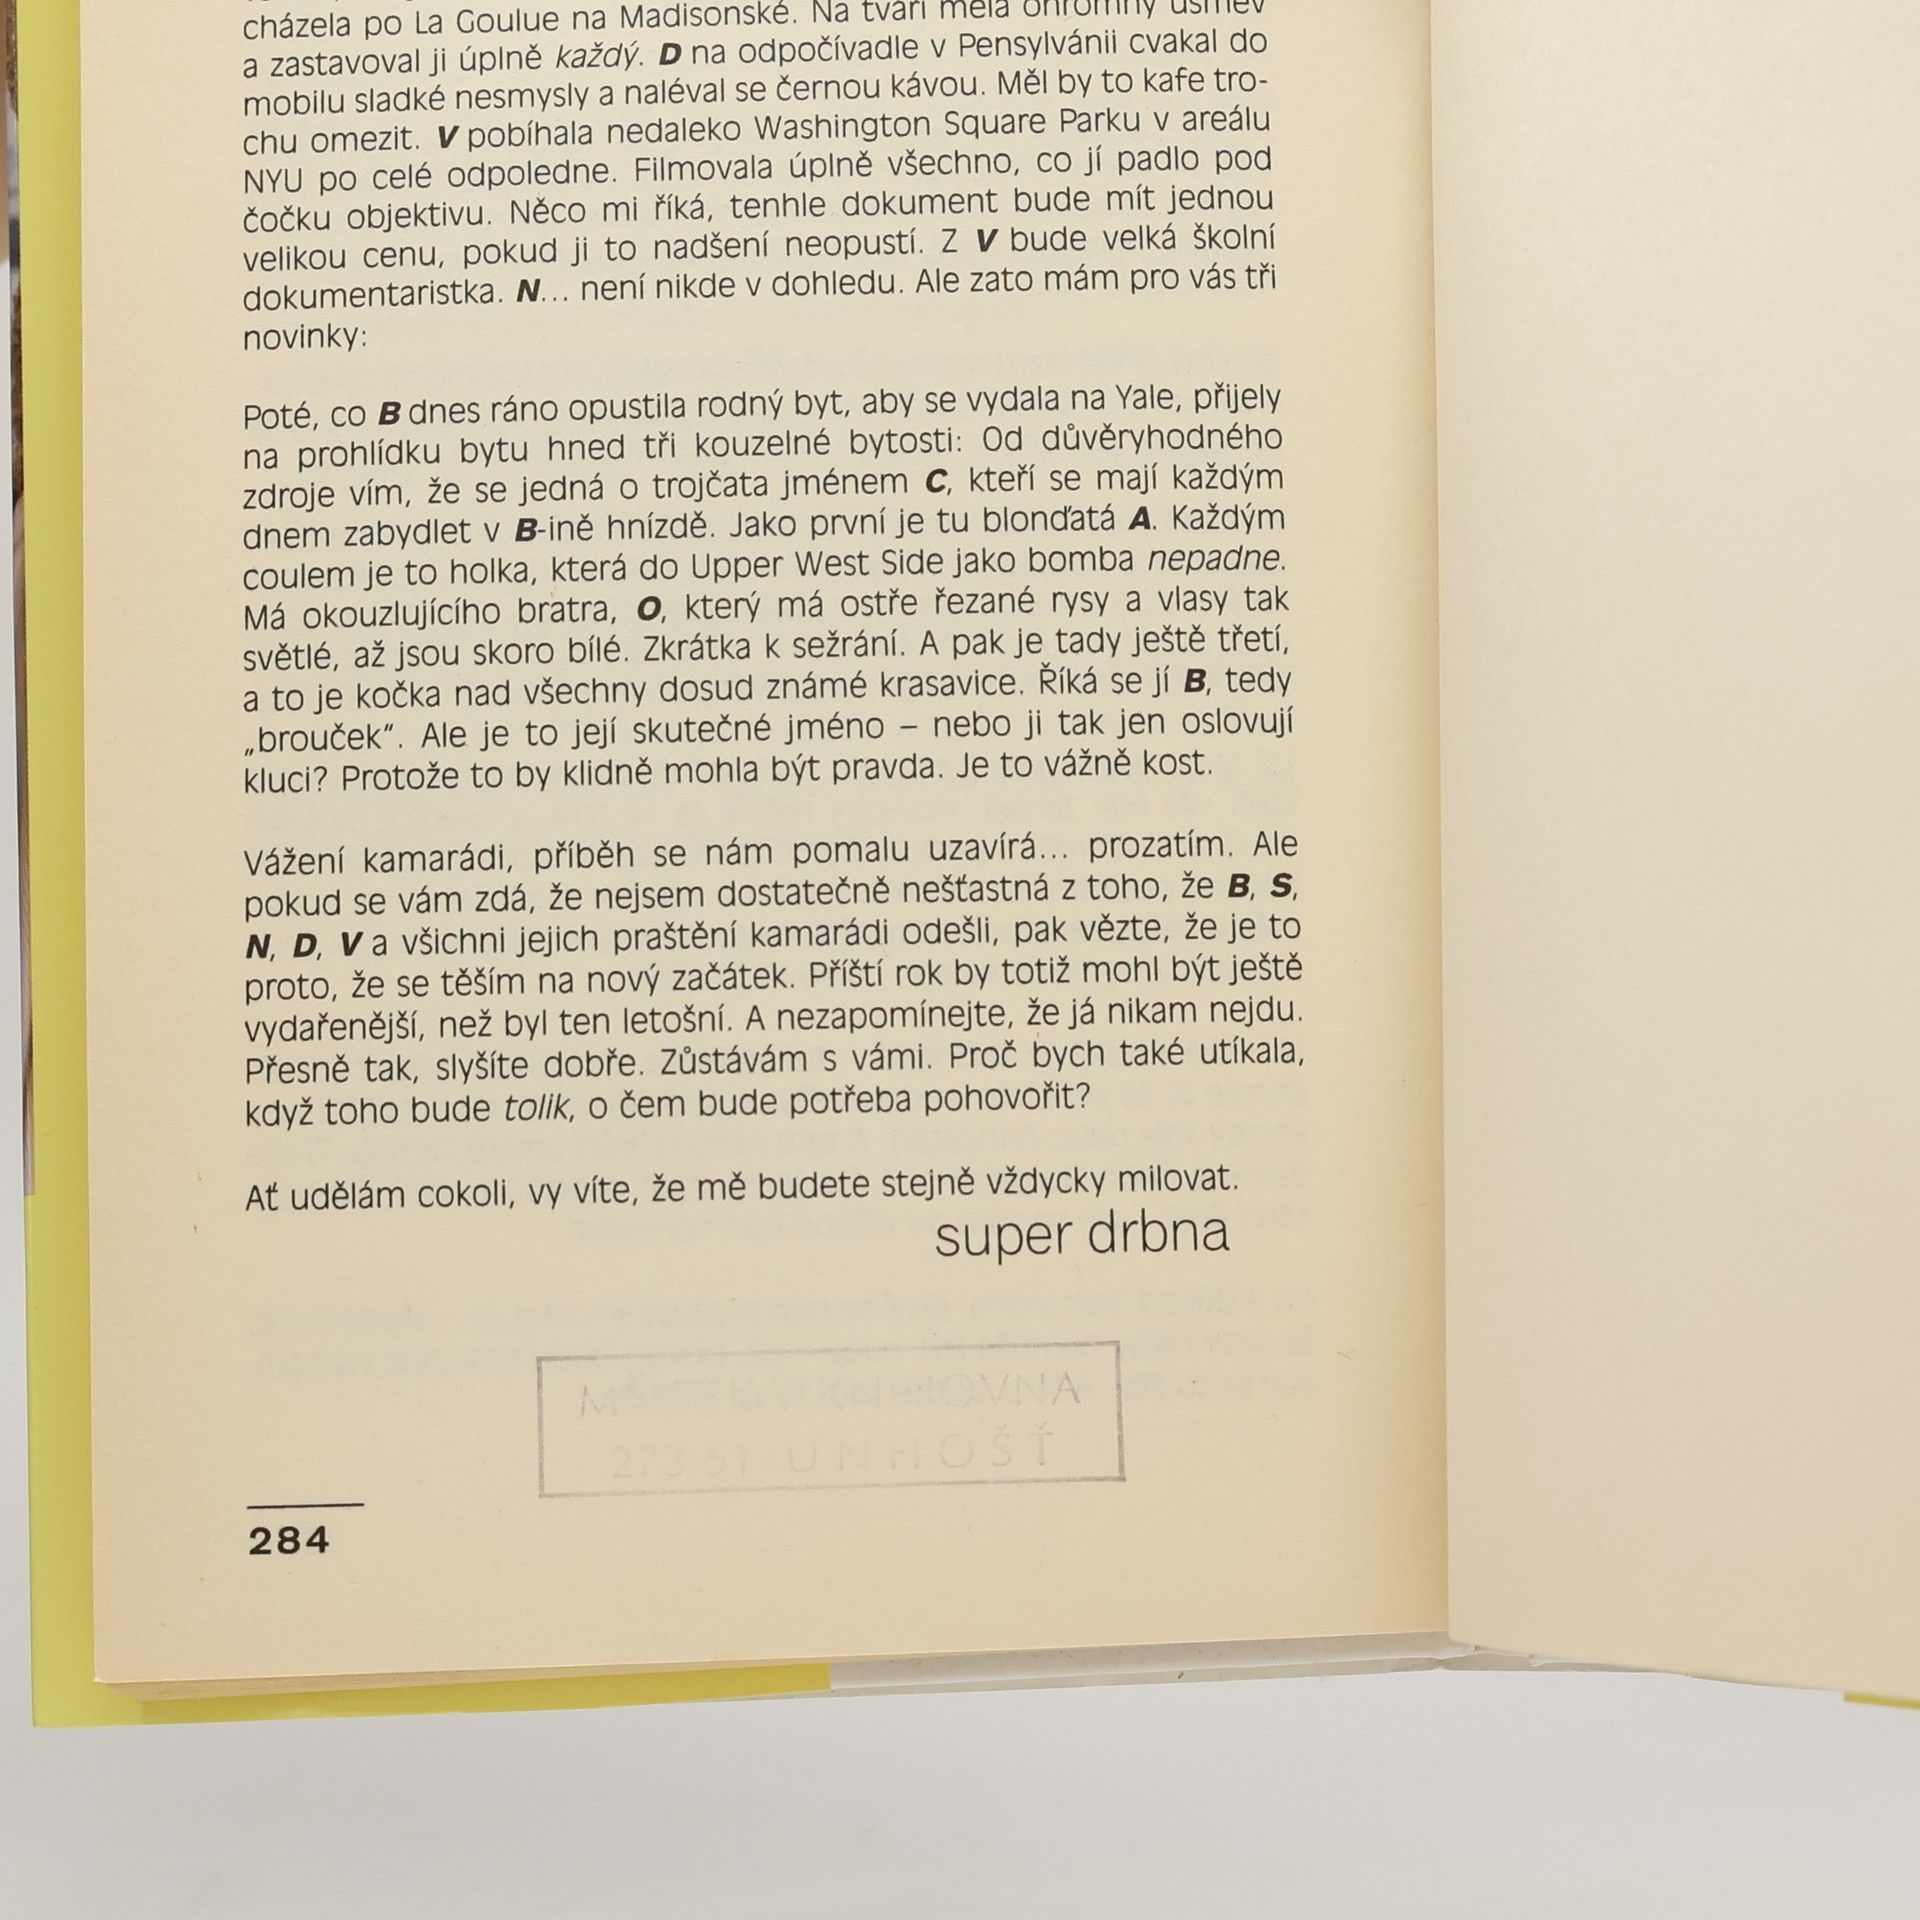 cházela po La Goulue na Madisonské. Na tváři měla ohromný úsměv
a zastavoval ji úplně každý. D na odpočívadle v Pensylvánii cvakal do
mobilu sladké nesmysly a naléval se černou kávou. Měl by to kafe tro-
chu omezit. V pobíhala nedaleko Washington Square Parku v areálu
NYU po celé odpoledne. Filmovala úplně všechno, co jí padlo pod
čočku objektivu. Něco mi říká, tenhle dokument bude mít jednou
velikou cenu, pokud ji to nadšení neopustí. Z V bude velká školní
dokumentaristka. N... není nikde v dohledu. Ale zato mám pro vás tři
novinky:
Poté, co B dnes ráno opustila rodný byt, aby se vydala na Yale, přijely
na prohlídku bytu hned tři kouzelné bytosti: Od důvěryhodného
zdroje vím, že se jedná o trojčata jménem C, kteří se mají každým
dnem zabydlet v B-ině hnízdě. Jako první je tu blonďatá A. Každým
coulem je to holka, která do Upper West Side jako bomba nepadne.
Má okouzlujícího bratra, O, který má ostře řezané rysy a vlasy tak
světlé, až jsou skoro bílé. Zkrátka k sežrání. A pak je tady ještě třetí,
a to je kočka nad všechny dosud známé krasavice. Říká se jí B, tedy
„brouček“. Ale je to její skutečné jméno – nebo ji tak jen oslovují
kluci? Protože to by klidně mohla být pravda. Je to vážně kost.
Vážení kamarádi, příběh se nám pomalu uzavírá... prozatím. Ale
pokud se vám zdá, že nejsem dostatečně nešťastná z toho, že B, S,
N, D, V a všichni jejich praštění kamarádi odešli, pak vězte, že je to
proto, že se těším na nový začátek. Příští rok by totiž mohl být ještě
vydařenější, než byl ten letošní. A nezapomínejte, že já nikam nejdu.
Přesně tak, slyšíte dobře. Zůstávám s vámi. Proč bych také utíkala,
když toho bude tolik, o čem bude potřeba pohovořit?
Ať udělám cokoli, vy víte, že mě budete stejně vždycky milovat.
super drbna
MĚSTSKÁ KNIHOVNA
273 51 UNHOŠŤ
284